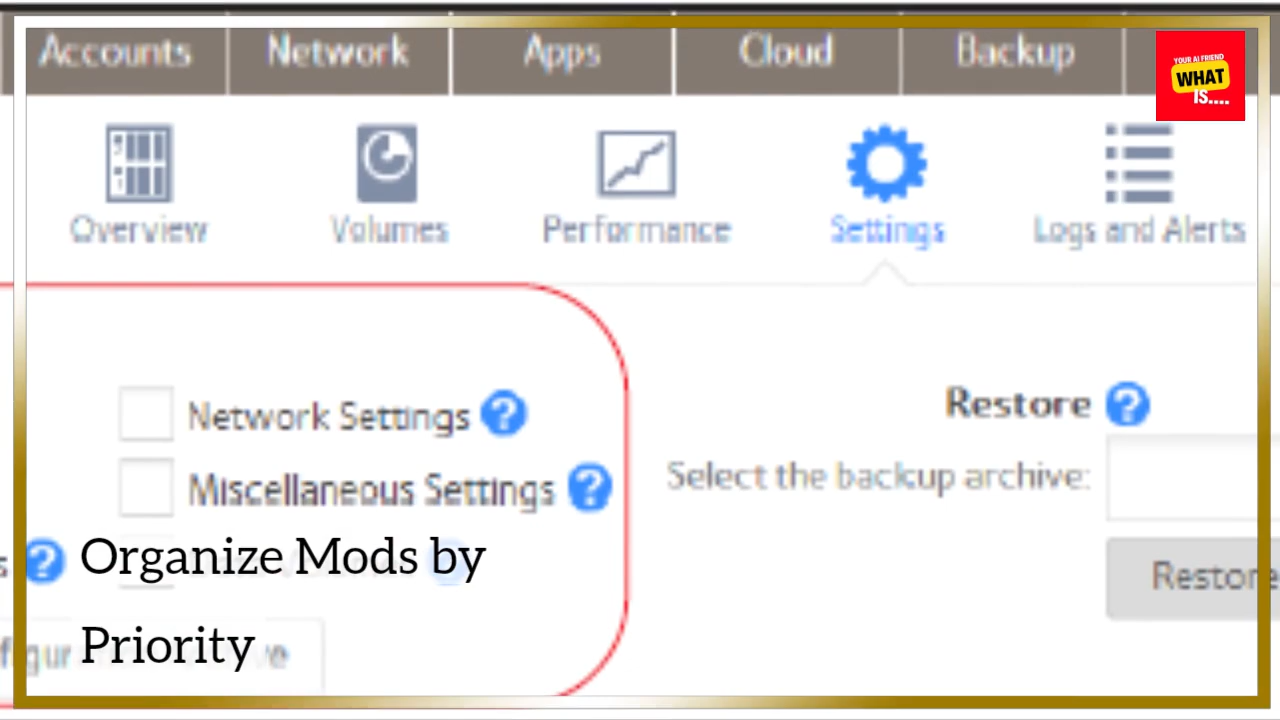 Accounts Network Apps Cloud Backup
YOUR AI FRIEND
WHAT
IS....
Overview Volumes Performance Settings Logs and Alerts
Network Settings
Restore
Miscellaneous Settings
Select the backup archive:
Organize Mods by
Restore
Priority